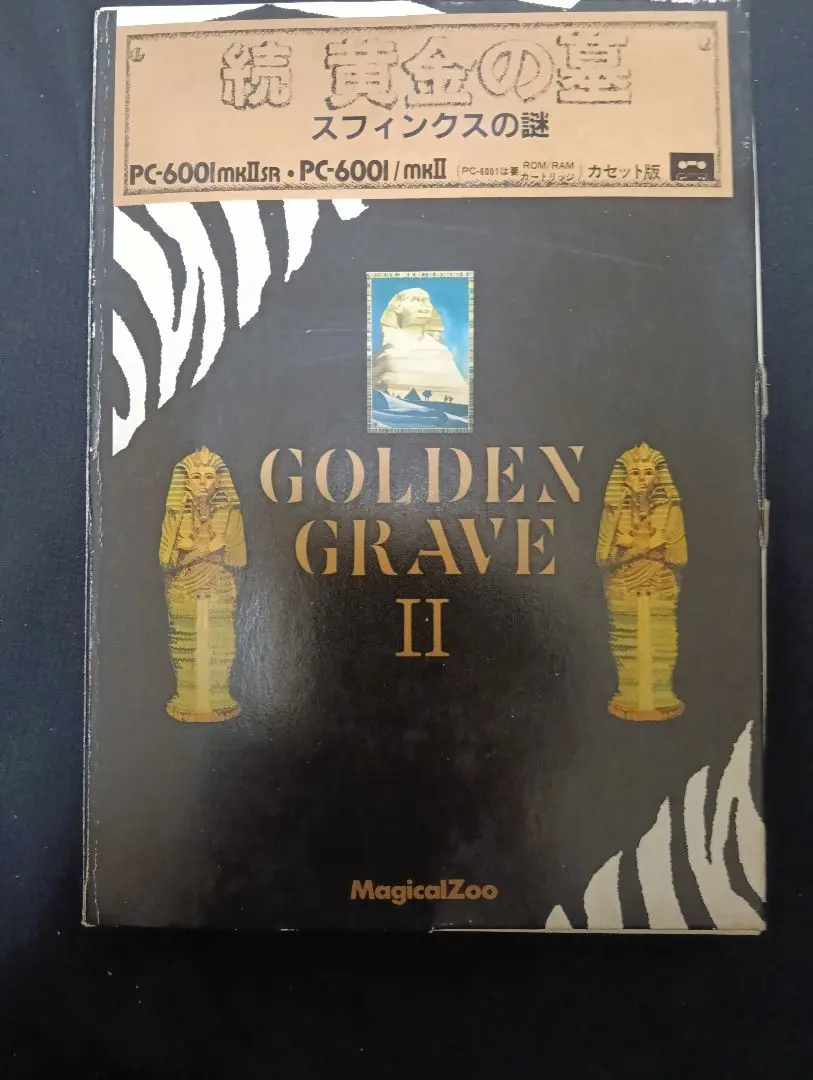 続 黄金の墓
スフィンクスの謎
PC-6001mkIISR・PC-6001/mkII (PC-6001は要 ROM/RAM カートリッジ) カセット版
GOLDEN
GRAVE
II
MagicalZoo